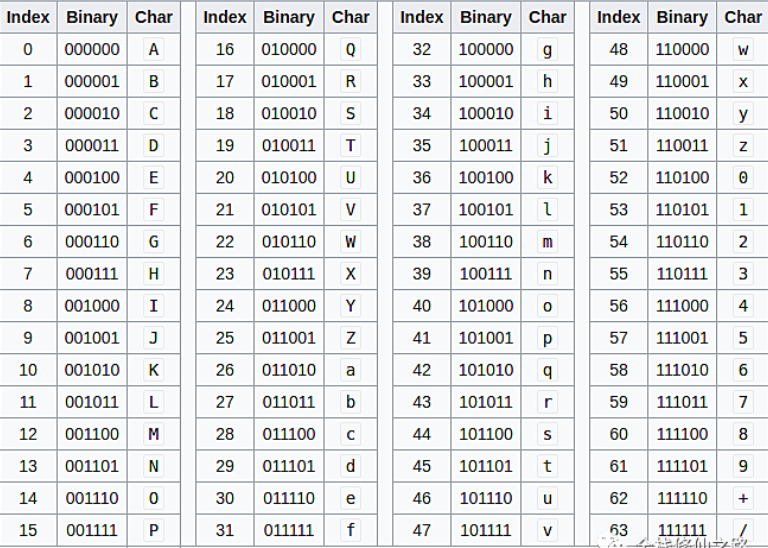 Index Binary Char Index Binary Char Index Binary Char Index Binary Char
0 000000 A 16 010000 Q 32 100000 g 48 110000 w
1 000001 B 17 010001 R 33 100001 h 49 110001 x
2 000010 C 18 010010 S 34 100010 i 50 110010 y
3 000011 D 19 010011 T 35 100011 j 51 110011 z
4 000100 E 20 010100 U 36 100100 k 52 110100 0
5 000101 F 21 010101 V 37 100101 l 53 110101 1
6 000110 G 22 010110 W 38 100110 m 54 110110 2
7 000111 H 23 010111 X 39 100111 n 55 110111 3
8 001000 I 24 011000 Y 40 101000 o 56 111000 4
9 001001 J 25 011001 Z 41 101001 p 57 111001 5
10 001010 K 26 011010 a 42 101010 q 58 111010 6
11 001011 L 27 011011 b 43 101011 r 59 111011 7
12 001100 M 28 011100 c 44 101100 s 60 111100 8
13 001101 N 29 011101 d 45 101101 t 61 111101 9
14 001110 O 30 011110 e 46 101110 u 62 111110 +
15 001111 P 31 011111 f 47 101111 v 63 111111 /